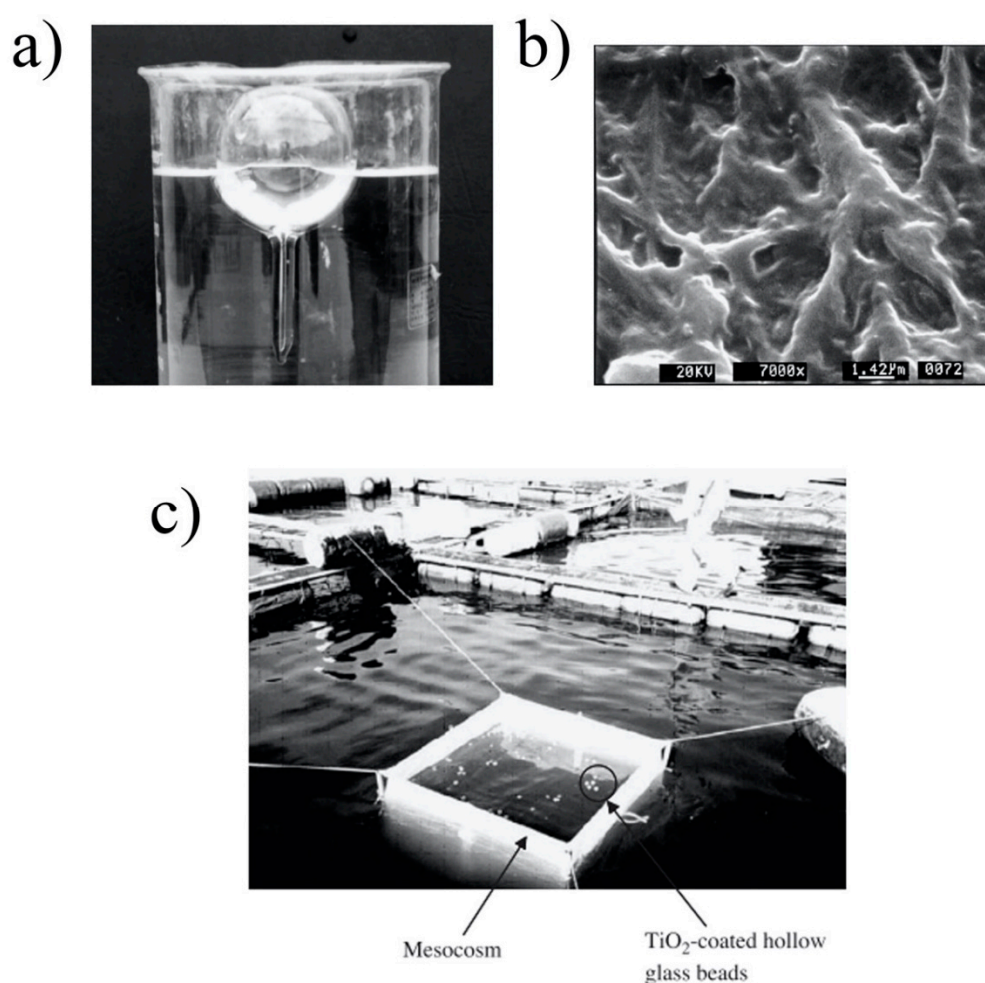 a)
b)
20KV 7000x 1.42µm 0072
c)
Mesocosm
TiO₂-coated hollow
glass beads